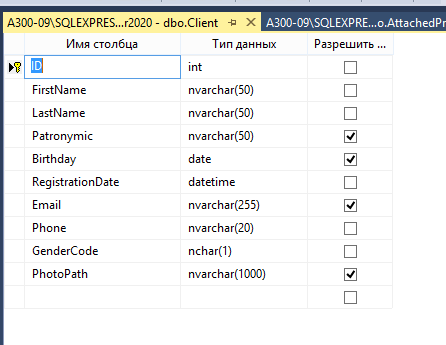 A300-09\SQLEXPRES...r2020 - dbo.Client A300-09\SQLEXPRE...o.AttachedPr
Имя столбца Тип данных Разрешить ...
ID int
FirstName nvarchar(50)
LastName nvarchar(50)
Patronymic nvarchar(50)
Birthday date
RegistrationDate datetime
Email nvarchar(255)
Phone nvarchar(20)
GenderCode nchar(1)
PhotoPath nvarchar(1000)